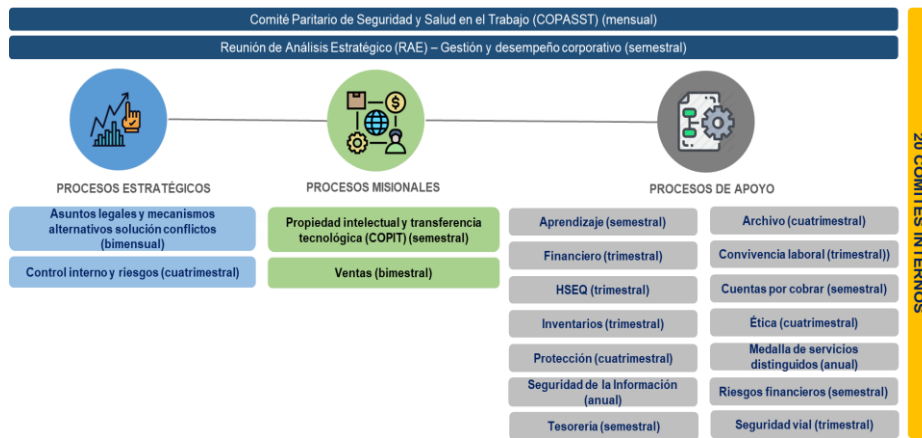 Comité Paritario de Seguridad y Salud en el Trabajo (COPASST) (mensual)
Reunión de Análisis Estratégico (RAE) – Gestión y desempeño corporativo (semestral)
PROCESOS ESTRATÉGICOS
Asuntos legales y mecanismos
alternativos solución conflictos
(bimensual)
Control interno y riesgos (cuatrimestral)
PROCESOS MISIONALES
Propiedad intelectual y transferencia
tecnológica (COPIT) (semestral)
Ventas (bimestral)
PROCESOS DE APOYO
Aprendizaje (semestral)
Financiero (trimestral)
HSEQ (trimestral)
Inventarios (trimestral)
Protección (cuatrimestral)
Seguridad de la Información
(anual)
Tesorería (semestral)
Archivo (cuatrimestral)
Convivencia laboral (trimestral))
Cuentas por cobrar (semestral)
Ética (cuatrimestral)
Medalla de servicios
distinguidos (anual)
Riesgos financieros (semestral)
Seguridad vial (trimestral)
20 COMITÉS INTERNOS